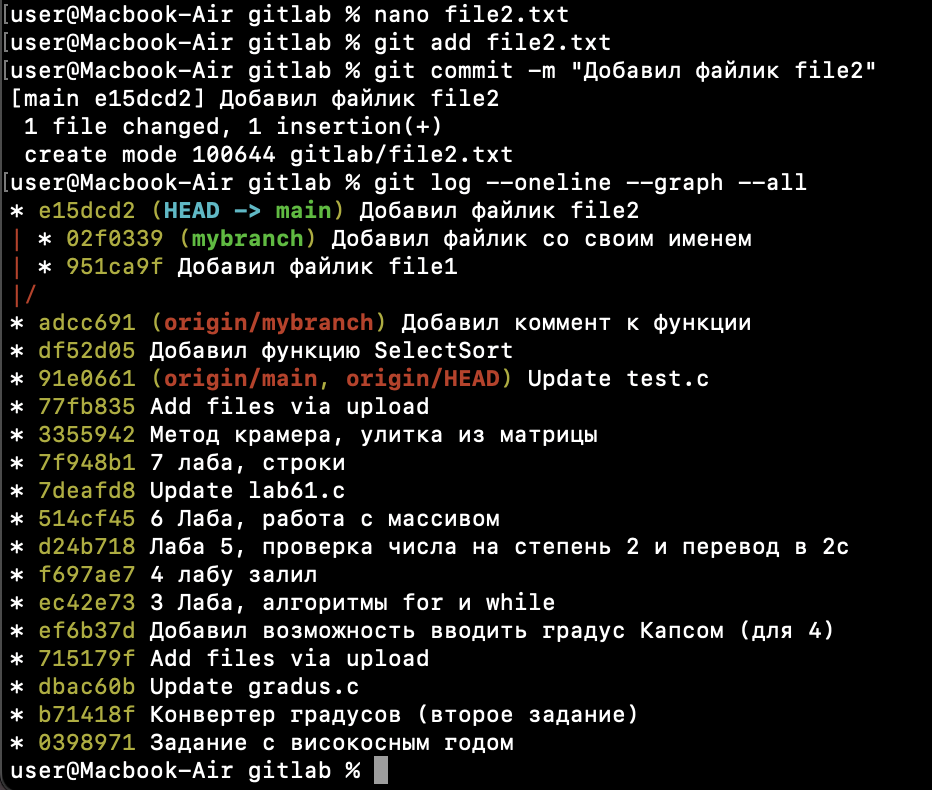 [user@Macbook-Air gitlab % nano file2.txt
[user@Macbook-Air gitlab % git add file2.txt
[user@Macbook-Air gitlab % git commit -m "Добавил файлик file2"
[main e15dcd2] Добавил файлик file2
 1 file changed, 1 insertion(+)
 create mode 100644 gitlab/file2.txt
[user@Macbook-Air gitlab % git log --oneline --graph --all
* e15dcd2 (HEAD -> main) Добавил файлик file2
| * 02f0339 (mybranch) Добавил файлик со своим именем
| * 951ca9f Добавил файлик file1
|/
* adcc691 (origin/mybranch) Добавил коммент к функции
* df52d05 Добавил функцию SelectSort
* 91e0661 (origin/main, origin/HEAD) Update test.c
* 77fb835 Add files via upload
* 3355942 Метод крамера, улитка из матрицы
* 7f948b1 7 лаба, строки
* 7deafd8 Update lab61.c
* 514cf45 6 Лаба, работа с массивом
* d24b718 Лаба 5, проверка числа на степень 2 и перевод в 2с
* f697ae7 4 лабу залил
* ec42e73 3 Лаба, алгоритмы for и while
* ef6b37d Добавил возможность вводить градус Капсом (для 4)
* 715179f Add files via upload
* dbac60b Update gradus.c
* b71418f Конвертер градусов (второе задание)
* 0398971 Задание с високосным годом
user@Macbook-Air gitlab %